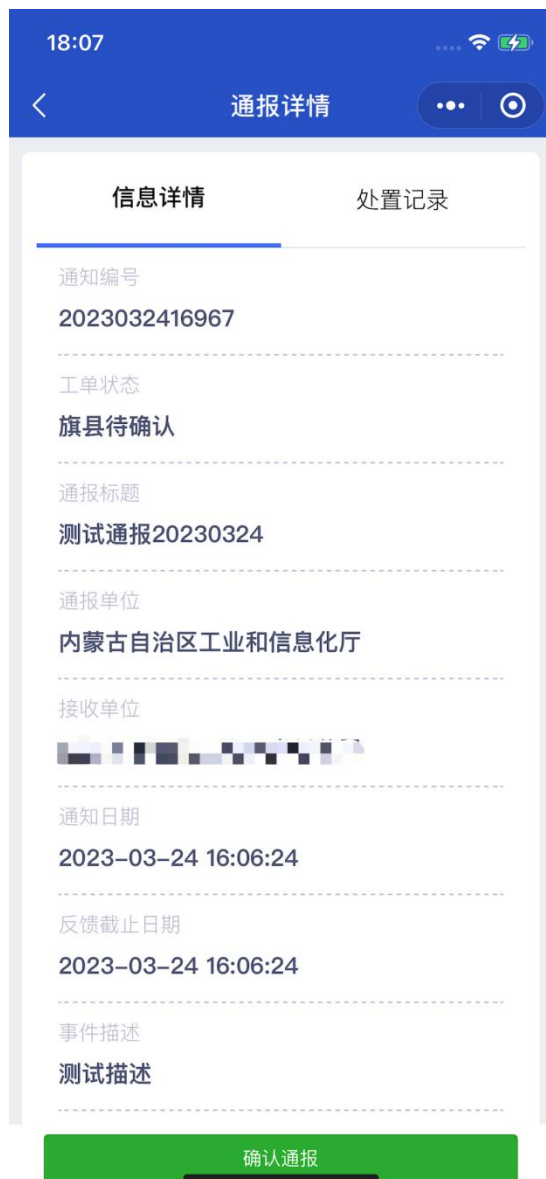 18:07
通报详情
信息详情
处置记录
通知编号
2023032416967
工单状态
旗县待确认
通报标题
测试通报20230324
通报单位
内蒙古自治区工业和信息化厅
接收单位
通知日期
2023-03-24 16:06:24
反馈截止日期
2023-03-24 16:06:24
事件描述
测试描述
确认通报